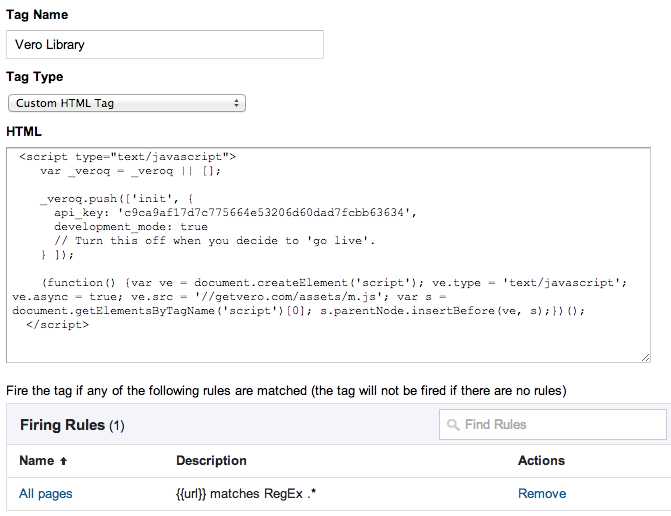 Tag Name
Vero Library
Tag Type
Custom HTML Tag
HTML
<script type="text/javascript">
var _veroq = _veroq || [];
_veroq.push(['init', {
api_key: 'c9ca9af17d7c775664e53206d60dad7fcbb63634',
development_mode: true
// Turn this off when you decide to 'go live'.
} ]);
(function() {var ve = document.createElement('script'); ve.type = 'text/javascript';
ve.async = true; ve.src = '//getvero.com/assets/m.js'; var s =
document.getElementsByTagName('script')[0]; s.parentNode.insertBefore(ve, s);})();
</script>
Fire the tag if any of the following rules are matched (the tag will not be fired if there are no rules)
Firing Rules (1)
Find Rules
Name ↑ Description Actions
All pages {{url}} matches RegEx .* Remove